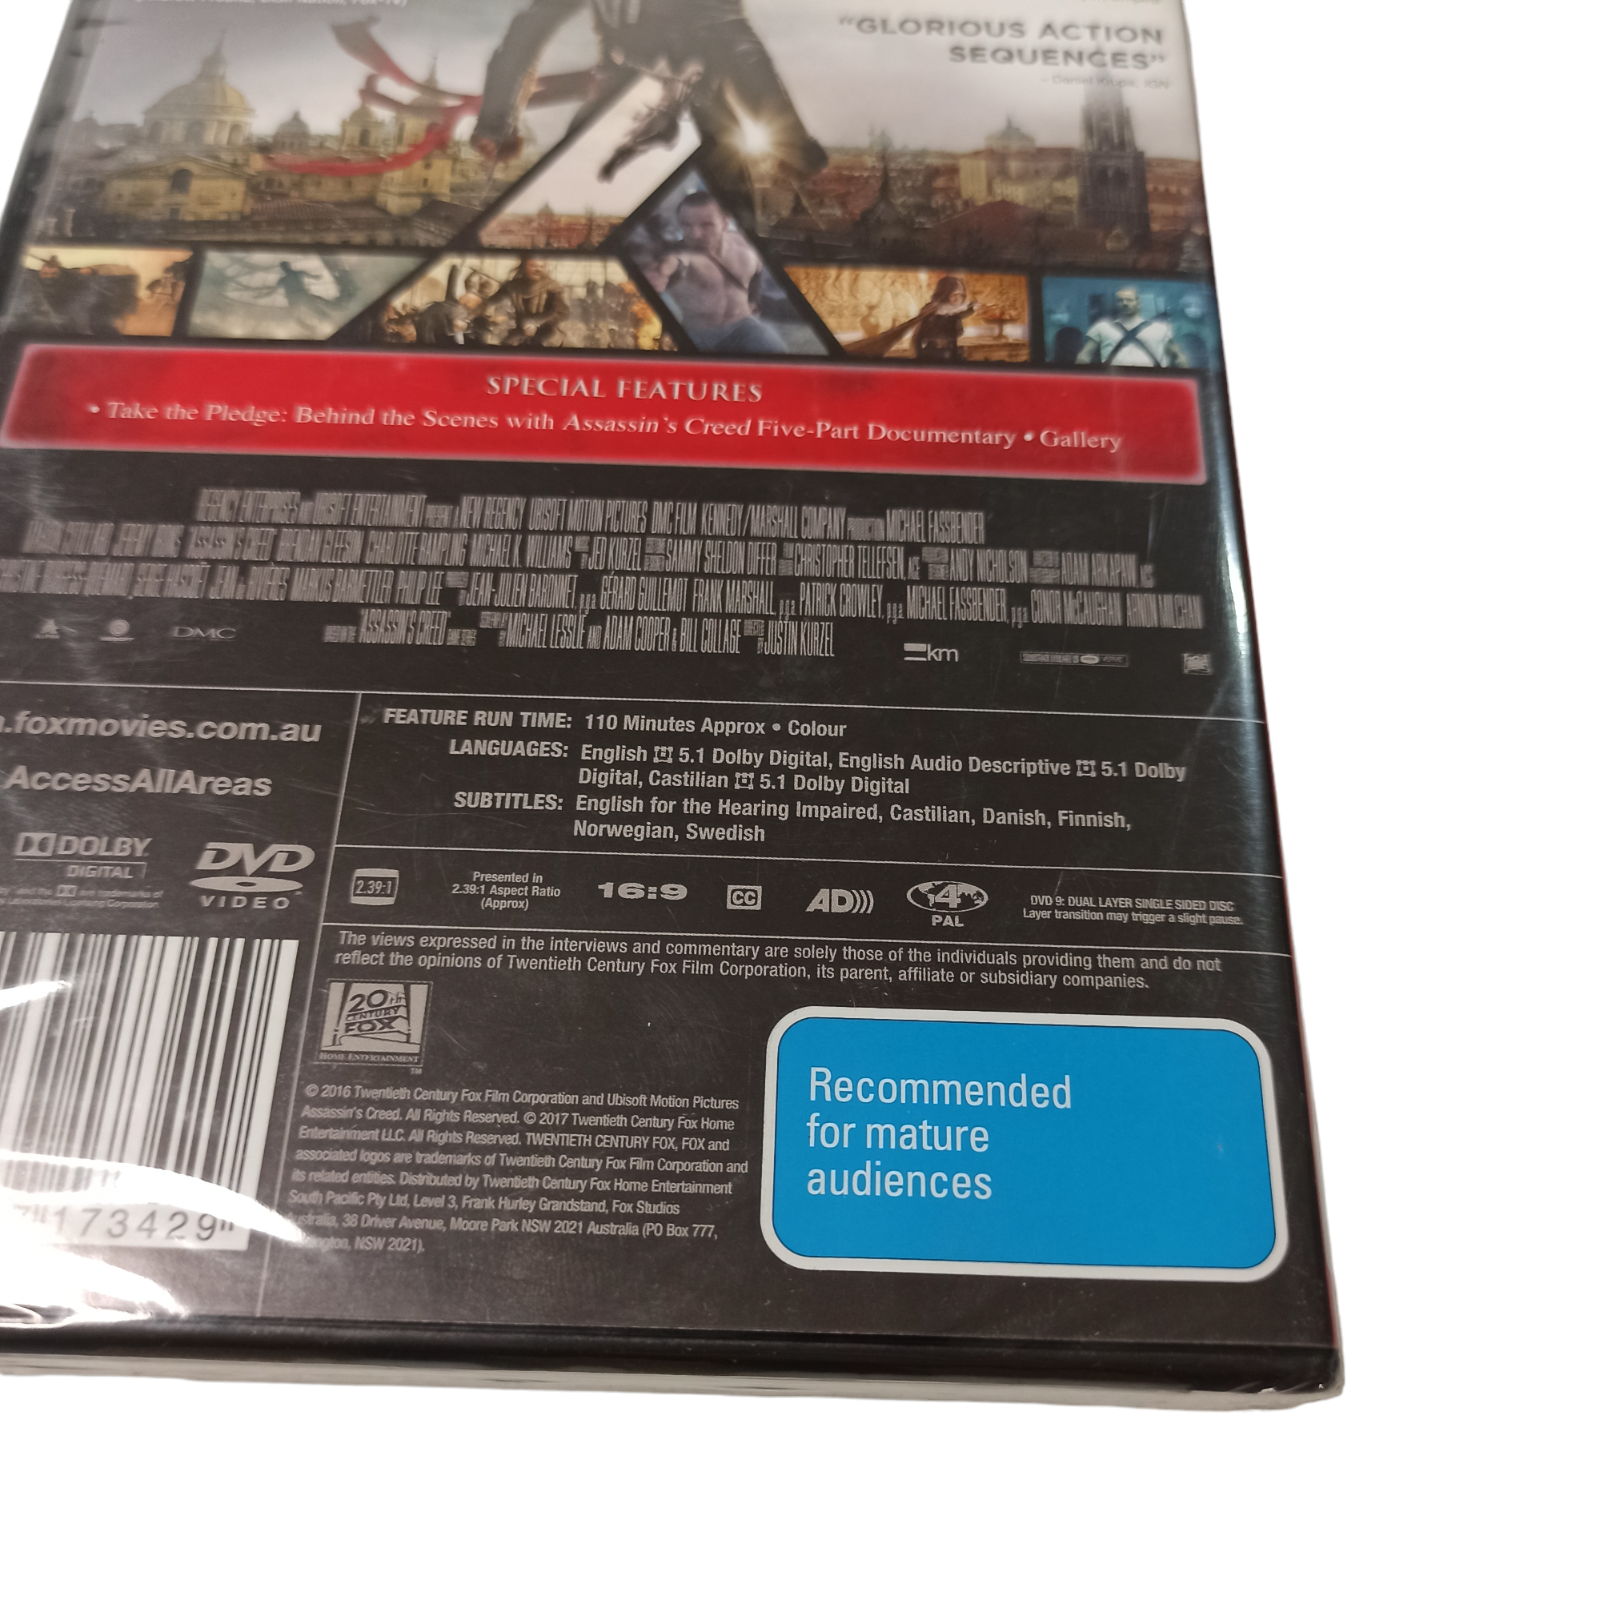 "GLORIOUS ACTION
SEQUENCES"
SPECIAL FEATURES
• Take the Pledge: Behind the Scenes with Assassin's Creed Five-Part Documentary • Gallery
NEW REGENCY UBISOFT MOTION PICTURES DMC FILM KENNEDY/MARSHALL COMPANY MICHAEL FASSBENDER
BRENDAN GLEESON CHARLOTTE RAMPLING MICHAEL K. WILLIAMS JED KURZEL SAMMY SHELDON DIFFER CHRISTOPHER TELLEFSEN, ACE ANDY NICHOLSON ADAM ARKAPAW
PHILIP LEE JEAN-JULIEN BARONNET, p.g.a. GÉRARD GUILLEMOT FRANK MARSHALL, p.g.a. PATRICK CROWLEY, p.g.a. MICHAEL FASSBENDER, p.g.a. CONOR McCAUGHAN ARNON MILCHAN
ASSASSIN'S CREED MICHAEL LESSLIE AND ADAM COOPER & BILL COLLAGE JUSTIN KURZEL
DMC
km
.foxmovies.com.au
AccessAllAreas
FEATURE RUN TIME: 110 Minutes Approx • Colour
LANGUAGES: English 5.1 Dolby Digital, English Audio Descriptive 5.1 Dolby
Digital, Castilian 5.1 Dolby Digital
SUBTITLES: English for the Hearing Impaired, Castilian, Danish, Finnish,
Norwegian, Swedish
DOLBY
DIGITAL
DVD
VIDEO
2.39:1
Presented in
2.39:1 Aspect Ratio
(Approx)
16:9
CC
AD)))
4
PAL
DVD 9: DUAL LAYER SINGLE SIDED DISC
Layer transition may trigger a slight pause.
The views expressed in the interviews and commentary are solely those of the individuals providing them and do not
reflect the opinions of Twentieth Century Fox Film Corporation, its parent, affiliate or subsidiary companies.
20th
CENTURY
FOX
HOME ENTERTAINMENT
TM
© 2016 Twentieth Century Fox Film Corporation and Ubisoft Motion Pictures
Assassin's Creed. All Rights Reserved. © 2017 Twentieth Century Fox Home
Entertainment LLC. All Rights Reserved. TWENTIETH CENTURY FOX, FOX and
associated logos are trademarks of Twentieth Century Fox Film Corporation and
its related entities. Distributed by Twentieth Century Fox Home Entertainment
South Pacific Pty Ltd, Level 3, Frank Hurley Grandstand, Fox Studios
38 Driver Avenue, Moore Park NSW 2021 Australia (PO Box 777,
NSW 2021).
173429
Recommended
for mature
audiences